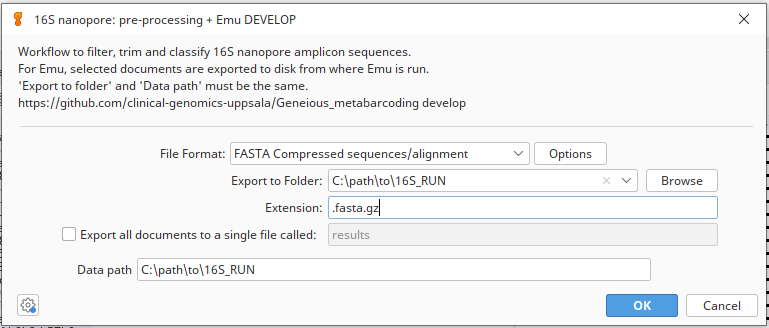 16S nanopore: pre-processing + Emu DEVELOP
Workflow to filter, trim and classify 16S nanopore amplicon sequences.
For Emu, selected documents are exported to disk from where Emu is run.
'Export to folder' and 'Data path' must be the same.
https://github.com/clinical-genomics-uppsala/Geneious_metabarcoding develop
File Format: FASTA Compressed sequences/alignment Options
Export to Folder: C:\path\to\16S_RUN Browse
Extension: .fasta.gz
Export all documents to a single file called: results
Data path C:\path\to\16S_RUN
OK Cancel